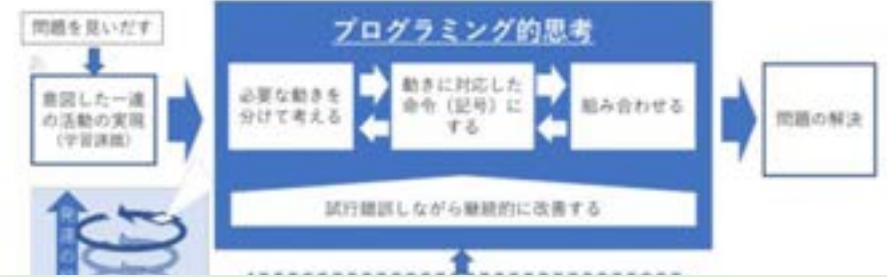 問題を見いだす
意図した一連
の活動の実現
(学習課題)
プログラミング的思考
必要な動きを
分けて考える
動きに対応した
命令（記号）に
する
組み合わせる
試行錯誤しながら継続的に改善する
問題の解決